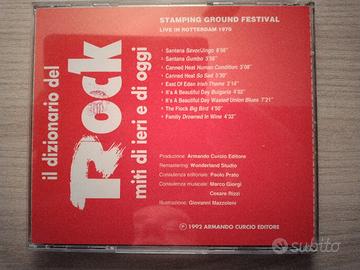 il dizionario del
Rock
miti di ieri e di oggi
STAMPING GROUND FESTIVAL
LIVE IN ROTTERDAM 1970
Santana Savor/Jingo 8'56"
Santana Gumbo 3'56"
Canned Heat Human Condition 3'08"
Canned Heat So Sad 5'30"
East Of Eden Irish Theme 2'14"
It's A Beautiful Day Bulgaria 4'02"
It's A Beautiful Day Wasted Union Blues 7'21"
The Flock Big Bird 4'50"
Family Drowned In Wine 4'02"
Produzione: Armando Curcio Editore
Remastering: Wonderland Studio
Consulenza editoriale: Paolo Prato
Consulenza musicale: Marco Giorgi
Cesare Rizzi
Illustrazione: Giovanni Mazzoleni
Ⓟ 1992 ARMANDO CURCIO EDITORE
subito